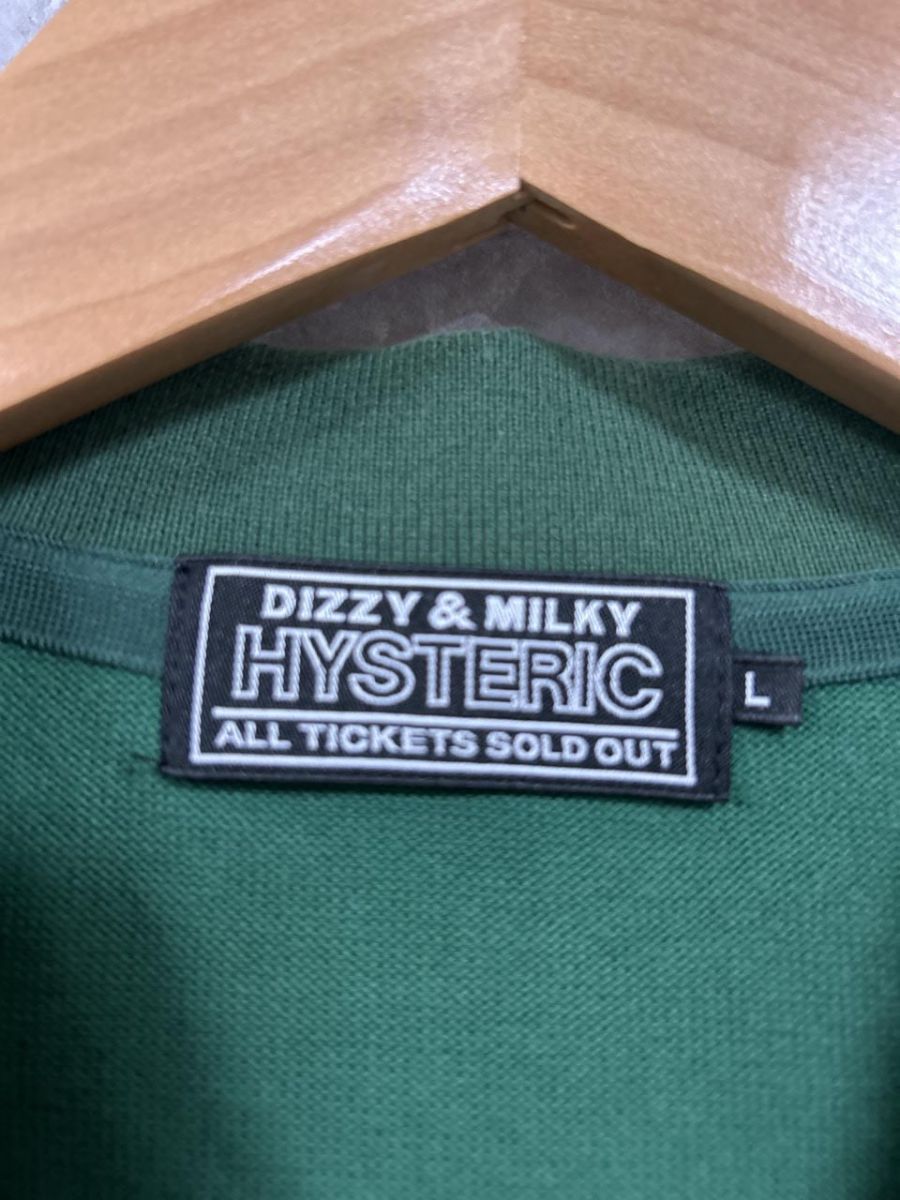 DIZZY & MILKY
HYSTERIC
ALL TICKETS SOLD OUT
L